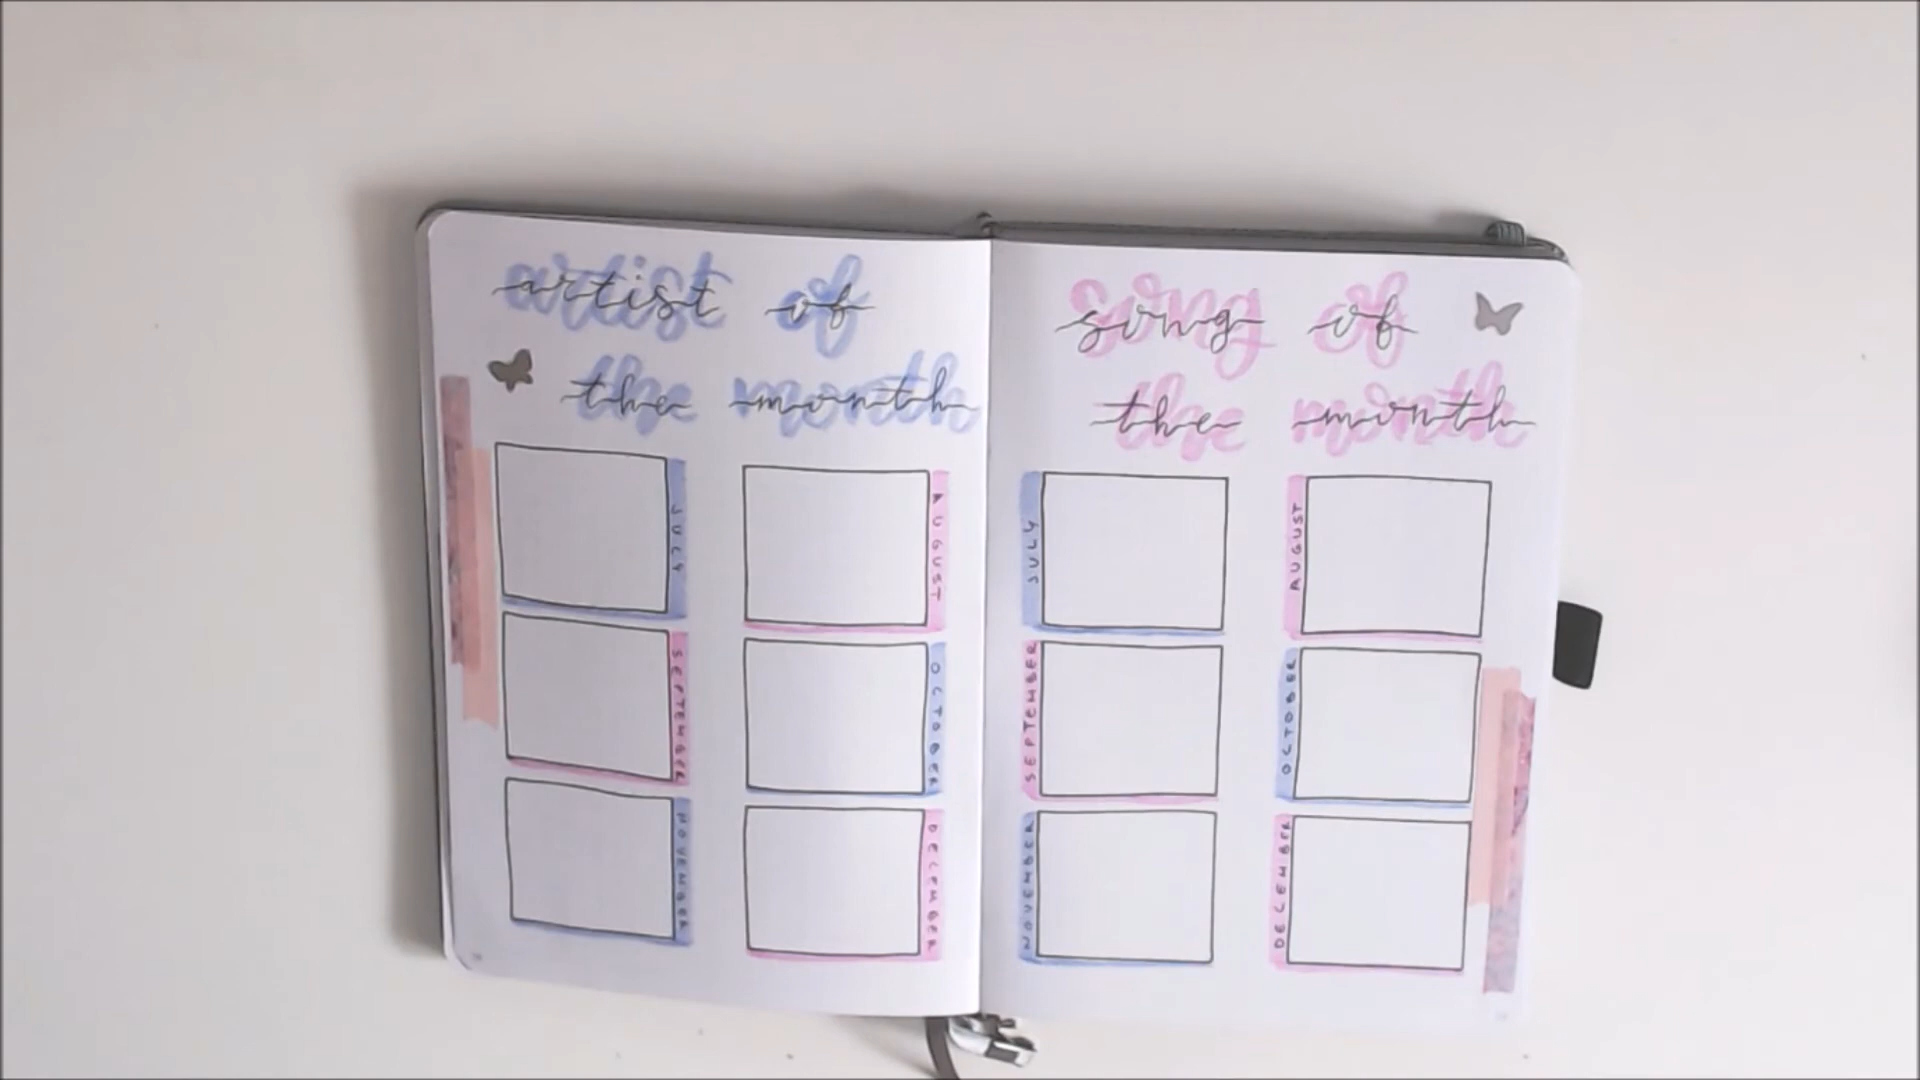 artist of
the month
JULY
AUGUST
SEPTEMBER
OCTOBER
NOVEMBER
DECEMBER
song of
the month
JULY
AUGUST
SEPTEMBER
OCTOBER
NOVEMBER
DECEMBER